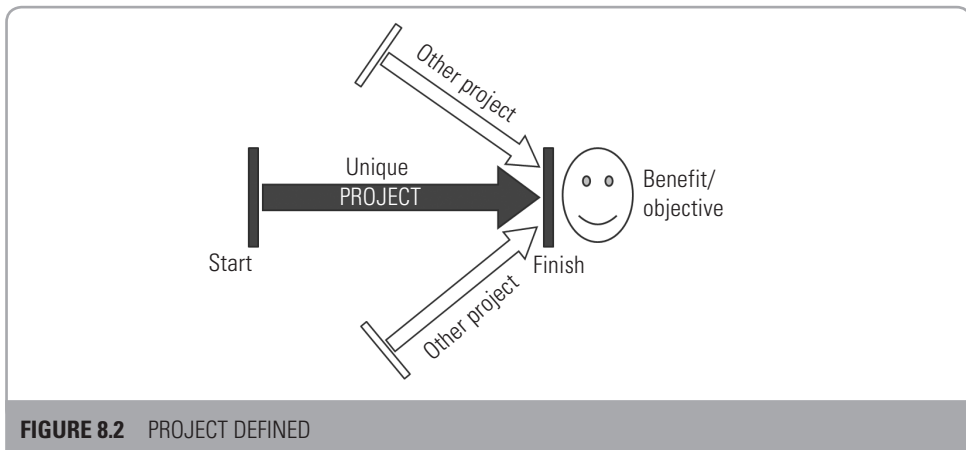 Other project
Unique
PROJECT
Benefit/
objective
Start
Finish
Other project
FIGURE 8.2 PROJECT DEFINED